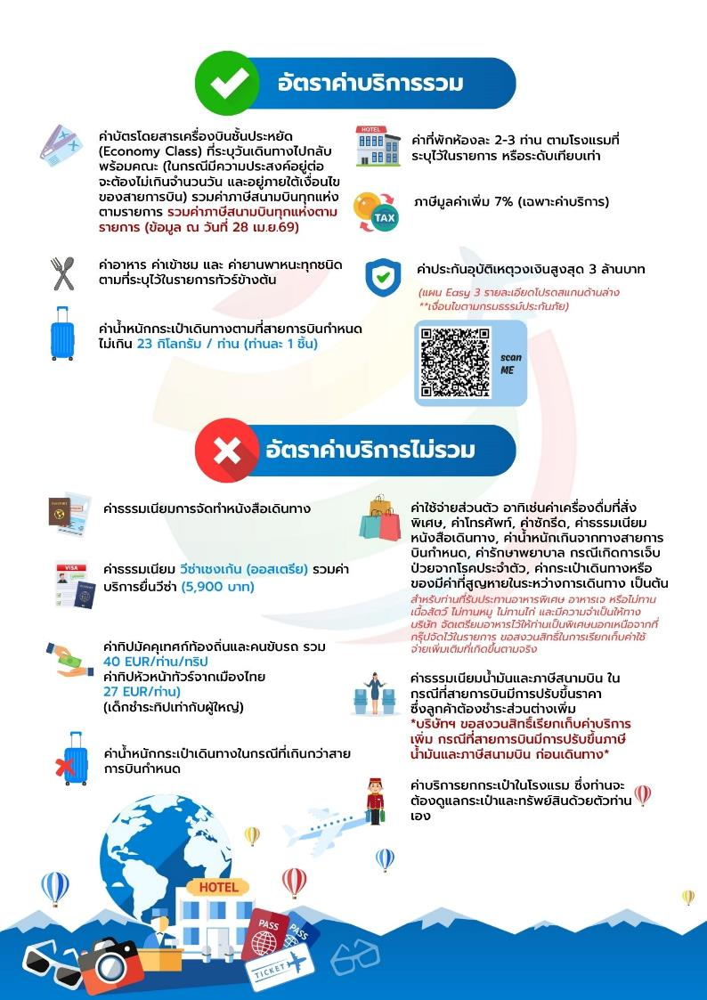 อัตราค่าบริการรวม
ค่าบัตรโดยสารเครื่องบินชั้นประหยัด
(Economy Class) ที่ระบุวันเดินทางไปกลับ
พร้อมคณะ (ในกรณีมีความประสงค์อยู่ต่อ
จะต้องไม่เกินจำนวนวัน และอยู่ภายใต้เงื่อนไข
ของสายการบิน) รวมค่าภาษีสนามบินทุกแห่ง
ตามรายการ รวมค่าภาษีสนามบินทุกแห่งตาม
รายการ (ข้อมูล ณ วันที่ 28 เม.ย.69)
ค่าอาหาร ค่าเข้าชม และ ค่ายานพาหนะทุกชนิด
ตามที่ระบุไว้ในรายการทัวร์ข้างต้น
ค่าน้ำหนักกระเป๋าเดินทางตามที่สายการบินกำหนด
ไม่เกิน 23 กิโลกรัม / ท่าน (ท่านละ 1 ชิ้น)
HOTEL
ค่าที่พักห้องละ 2-3 ท่าน ตามโรงแรมที่
ระบุไว้ในรายการ หรือระดับเทียบเท่า
TAX
ภาษีมูลค่าเพิ่ม 7% (เฉพาะค่าบริการ)
ค่าประกันอุบัติเหตุวงเงินสูงสุด 3 ล้านบาท
(แผน Easy 3 รายละเอียดโปรดสแกนด้านล่าง
**เงื่อนไขตามกรมธรรม์ประกันภัย)
scan
ME
อัตราค่าบริการไม่รวม
ค่าธรรมเนียมการจัดทำหนังสือเดินทาง
VISA
ค่าธรรมเนียม วีซ่าเชงเก้น (ออสเตรีย) รวมค่า
บริการยื่นวีซ่า (5,900 บาท)
ค่าทิปมัคคุเทศก์ท้องถิ่นและคนขับรถ รวม
40 EUR/ท่าน/ทริป
ค่าทิปหัวหน้าทัวร์จากเมืองไทย
27 EUR/ท่าน)
(เด็กชำระทิปเท่ากับผู้ใหญ่)
ค่าน้ำหนักกระเป๋าเดินทางในกรณีที่เกินกว่าสาย
การบินกำหนด
ค่าใช้จ่ายส่วนตัว อาทิเช่นค่าเครื่องดื่มที่สั่ง
พิเศษ, ค่าโทรศัพท์, ค่าซักรีด, ค่าธรรมเนียม
หนังสือเดินทาง, ค่าน้ำหนักเกินจากทางสายการ
บินกำหนด, ค่ารักษาพยาบาล กรณีเกิดการเจ็บ
ป่วยจากโรคประจำตัว, ค่ากระเป๋าเดินทางหรือ
ของมีค่าที่สูญหายในระหว่างการเดินทาง เป็นต้น
สำหรับท่านที่รับประทานอาหารพิเศษ อาหารเจ หรือไม่ทาน
เนื้อสัตว์ ไม่ทานหมู ไม่ทานไก่ และมีความจำเป็นให้ทาง
บริษัท จัดเตรียมอาหารไว้ให้ท่านเป็นพิเศษนอกเหนือจากที่
กรุ๊ปจัดไว้ในรายการ ขอสงวนสิทธิ์ในการเรียกเก็บค่าใช้
จ่ายเพิ่มเติมที่เกิดขึ้นตามจริง
ค่าธรรมเนียมน้ำมันและภาษีสนามบิน ใน
กรณีที่สายการบินมีการปรับขึ้นราคา
ซึ่งลูกค้าต้องชำระส่วนต่างเพิ่ม
*บริษัทฯ ขอสงวนสิทธิ์เรียกเก็บค่าบริการ
เพิ่ม กรณีที่สายการบินมีการปรับขึ้นภาษี
น้ำมันและภาษีสนามบิน ก่อนเดินทาง*
ค่าบริการยกกระเป๋าในโรงแรม ซึ่งท่านจะ
ต้องดูแลกระเป๋าและทรัพย์สินด้วยตัวท่าน
เอง
HOTEL
PASS
PASS
TICKET